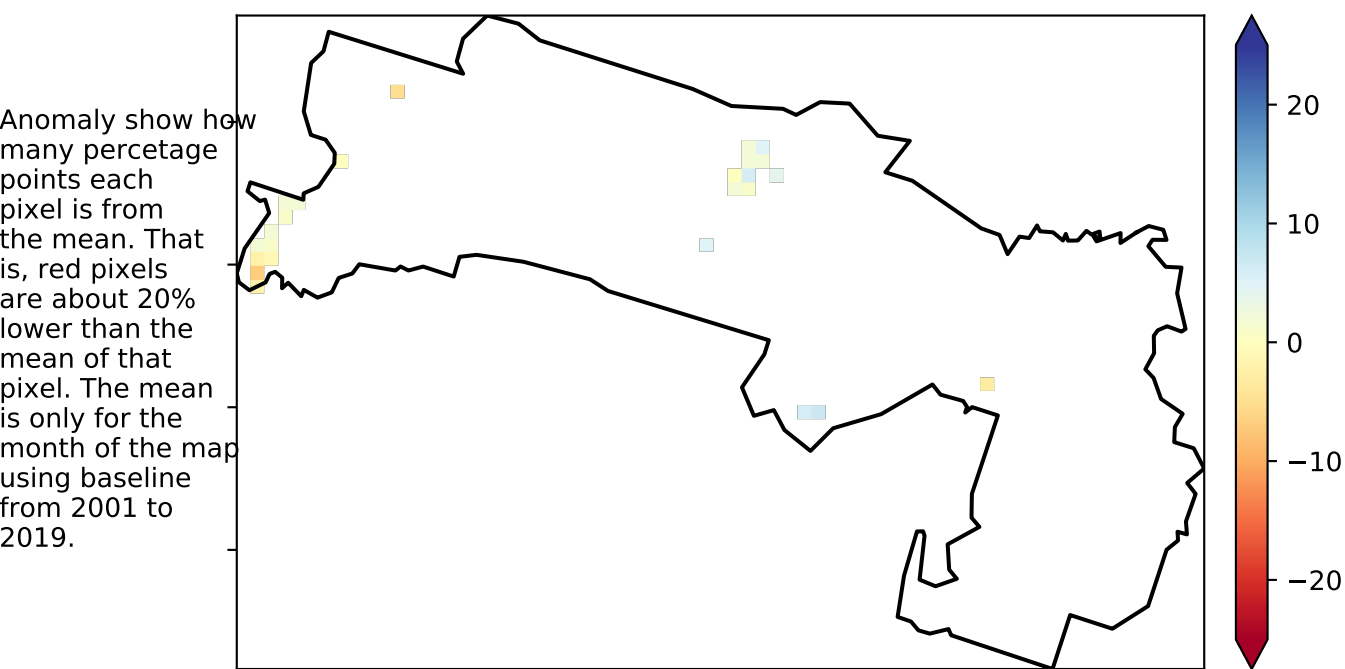 Anomaly show how
many percetage
points each
pixel is from
the mean. That
is, red pixels
are about 20%
lower than the
mean of that
pixel. The mean
is only for the
month of the map
using baseline
from 2001 to
2019.
20
10
0
−10
−20